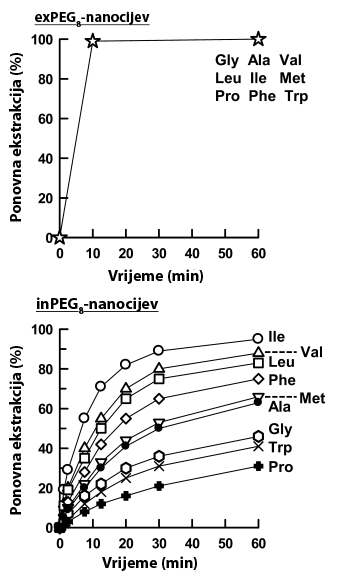 exPEG8-nanocijev
Ponovna ekstrakcija (%)
100
80
60
40
20
0
Gly Ala Val
Leu Ile Met
Pro Phe Trp
0 10 20 30 40 50 60
Vrijeme (min)
inPEG8-nanocijev
Ponovna ekstrakcija (%)
100
80
60
40
20
0
Ile
Val
Leu
Phe
Met
Ala
Gly
Trp
Pro
0 10 20 30 40 50 60
Vrijeme (min)